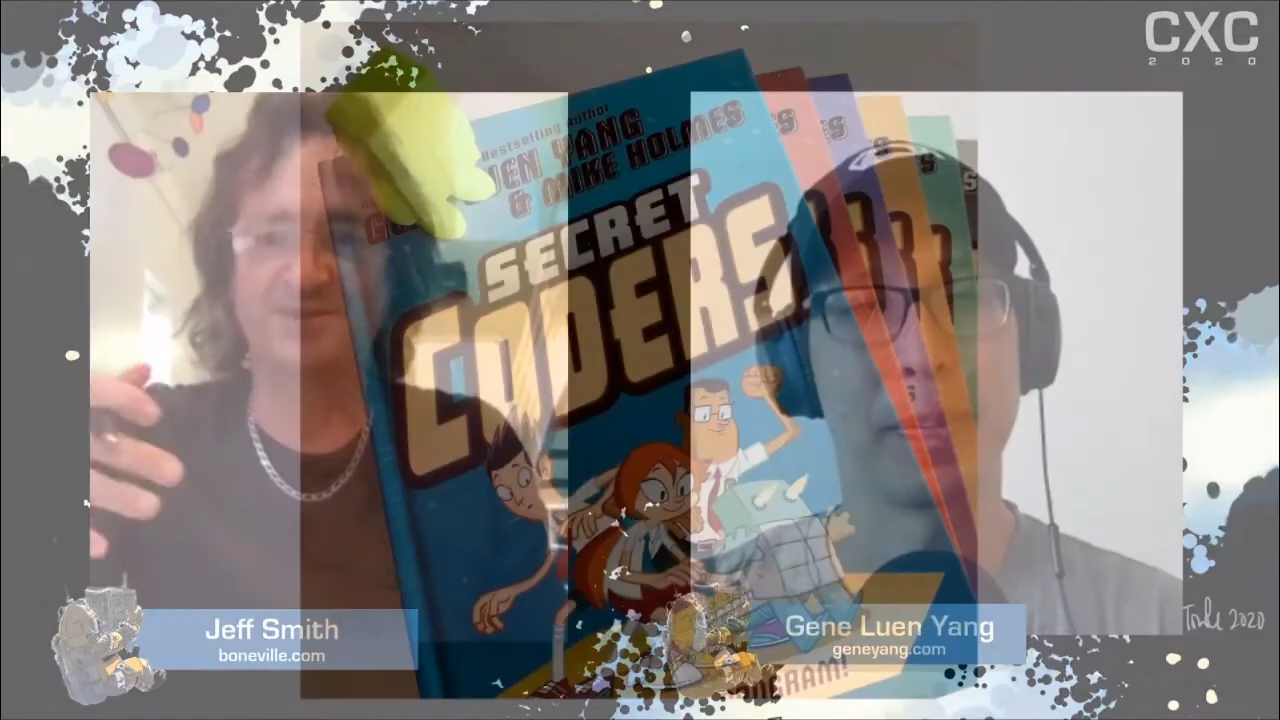 CXC
2020
Bestselling Author
UEN YANG
& MIKE HOLMES
SECRET
CODERS
S
S
S
S
S
Jeff Smith
boneville.com
Gene Luen Yang
geneyang.com
2020